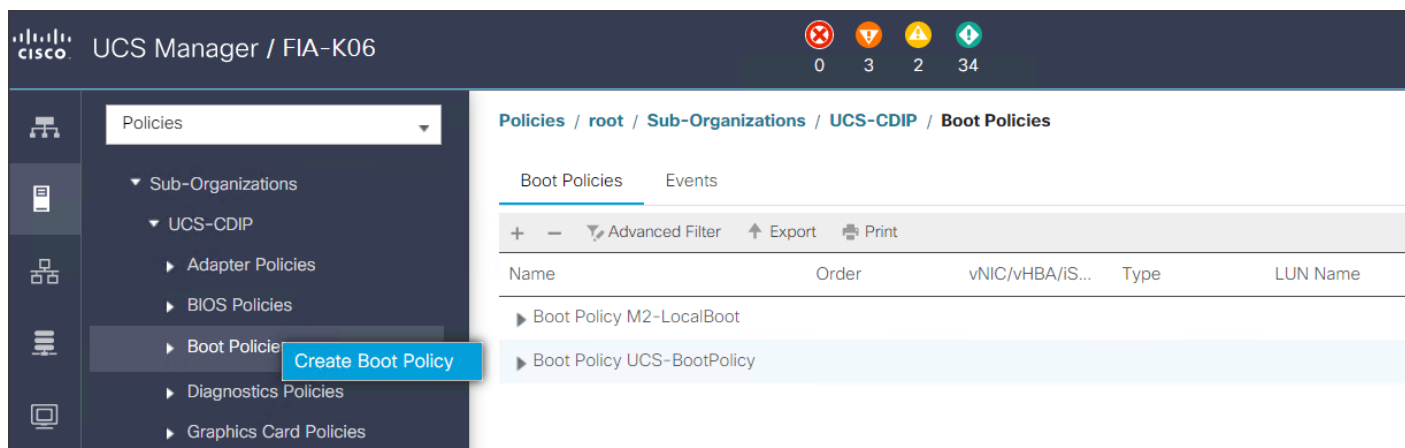 CISCO UCS Manager / FIA-K06
0 3 2 34
Policies
Sub-Organizations
UCS-CDIP
Adapter Policies
BIOS Policies
Boot Policie
Create Boot Policy
Diagnostics Policies
Graphics Card Policies
Policies / root / Sub-Organizations / UCS-CDIP / Boot Policies
Boot Policies Events
+ − Advanced Filter Export Print
Name Order vNIC/vHBA/iS... Type LUN Name
Boot Policy M2-LocalBoot
Boot Policy UCS-BootPolicy